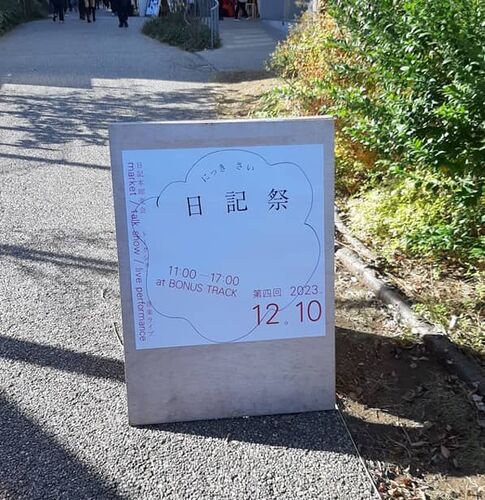 にっきさい
日記祭
11:00—17:00
at BONUS TRACK
第四回 2023.
12.10
market / talk show / live performance